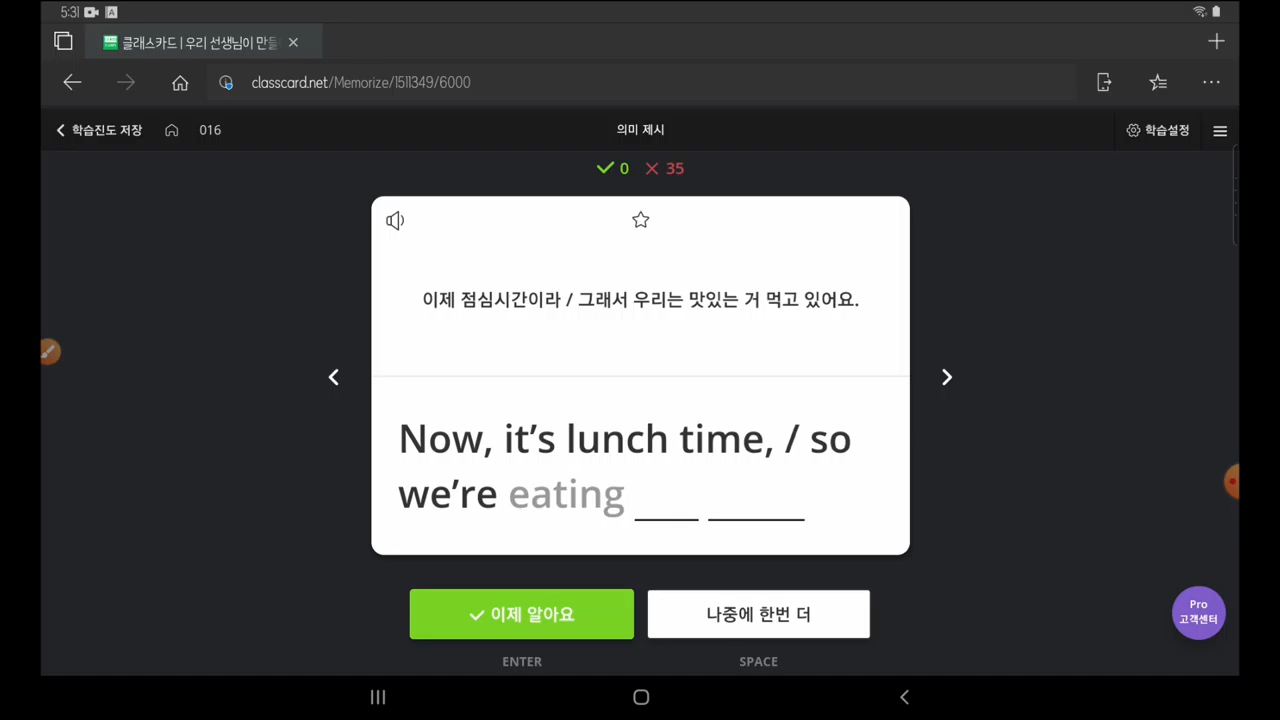 5:31 A
클래스카드 | 우리 선생님이 만들
classcard.net/Memorize/1511349/6000
학습진도 저장 016 의미 제시 학습설정
0 35
이제 점심시간이라 / 그래서 우리는 맛있는 거 먹고 있어요.
Now, it’s lunch time, / so
we’re eating ____ ______
이제 알아요 나중에 한번 더
ENTER SPACE
Pro
고객센터